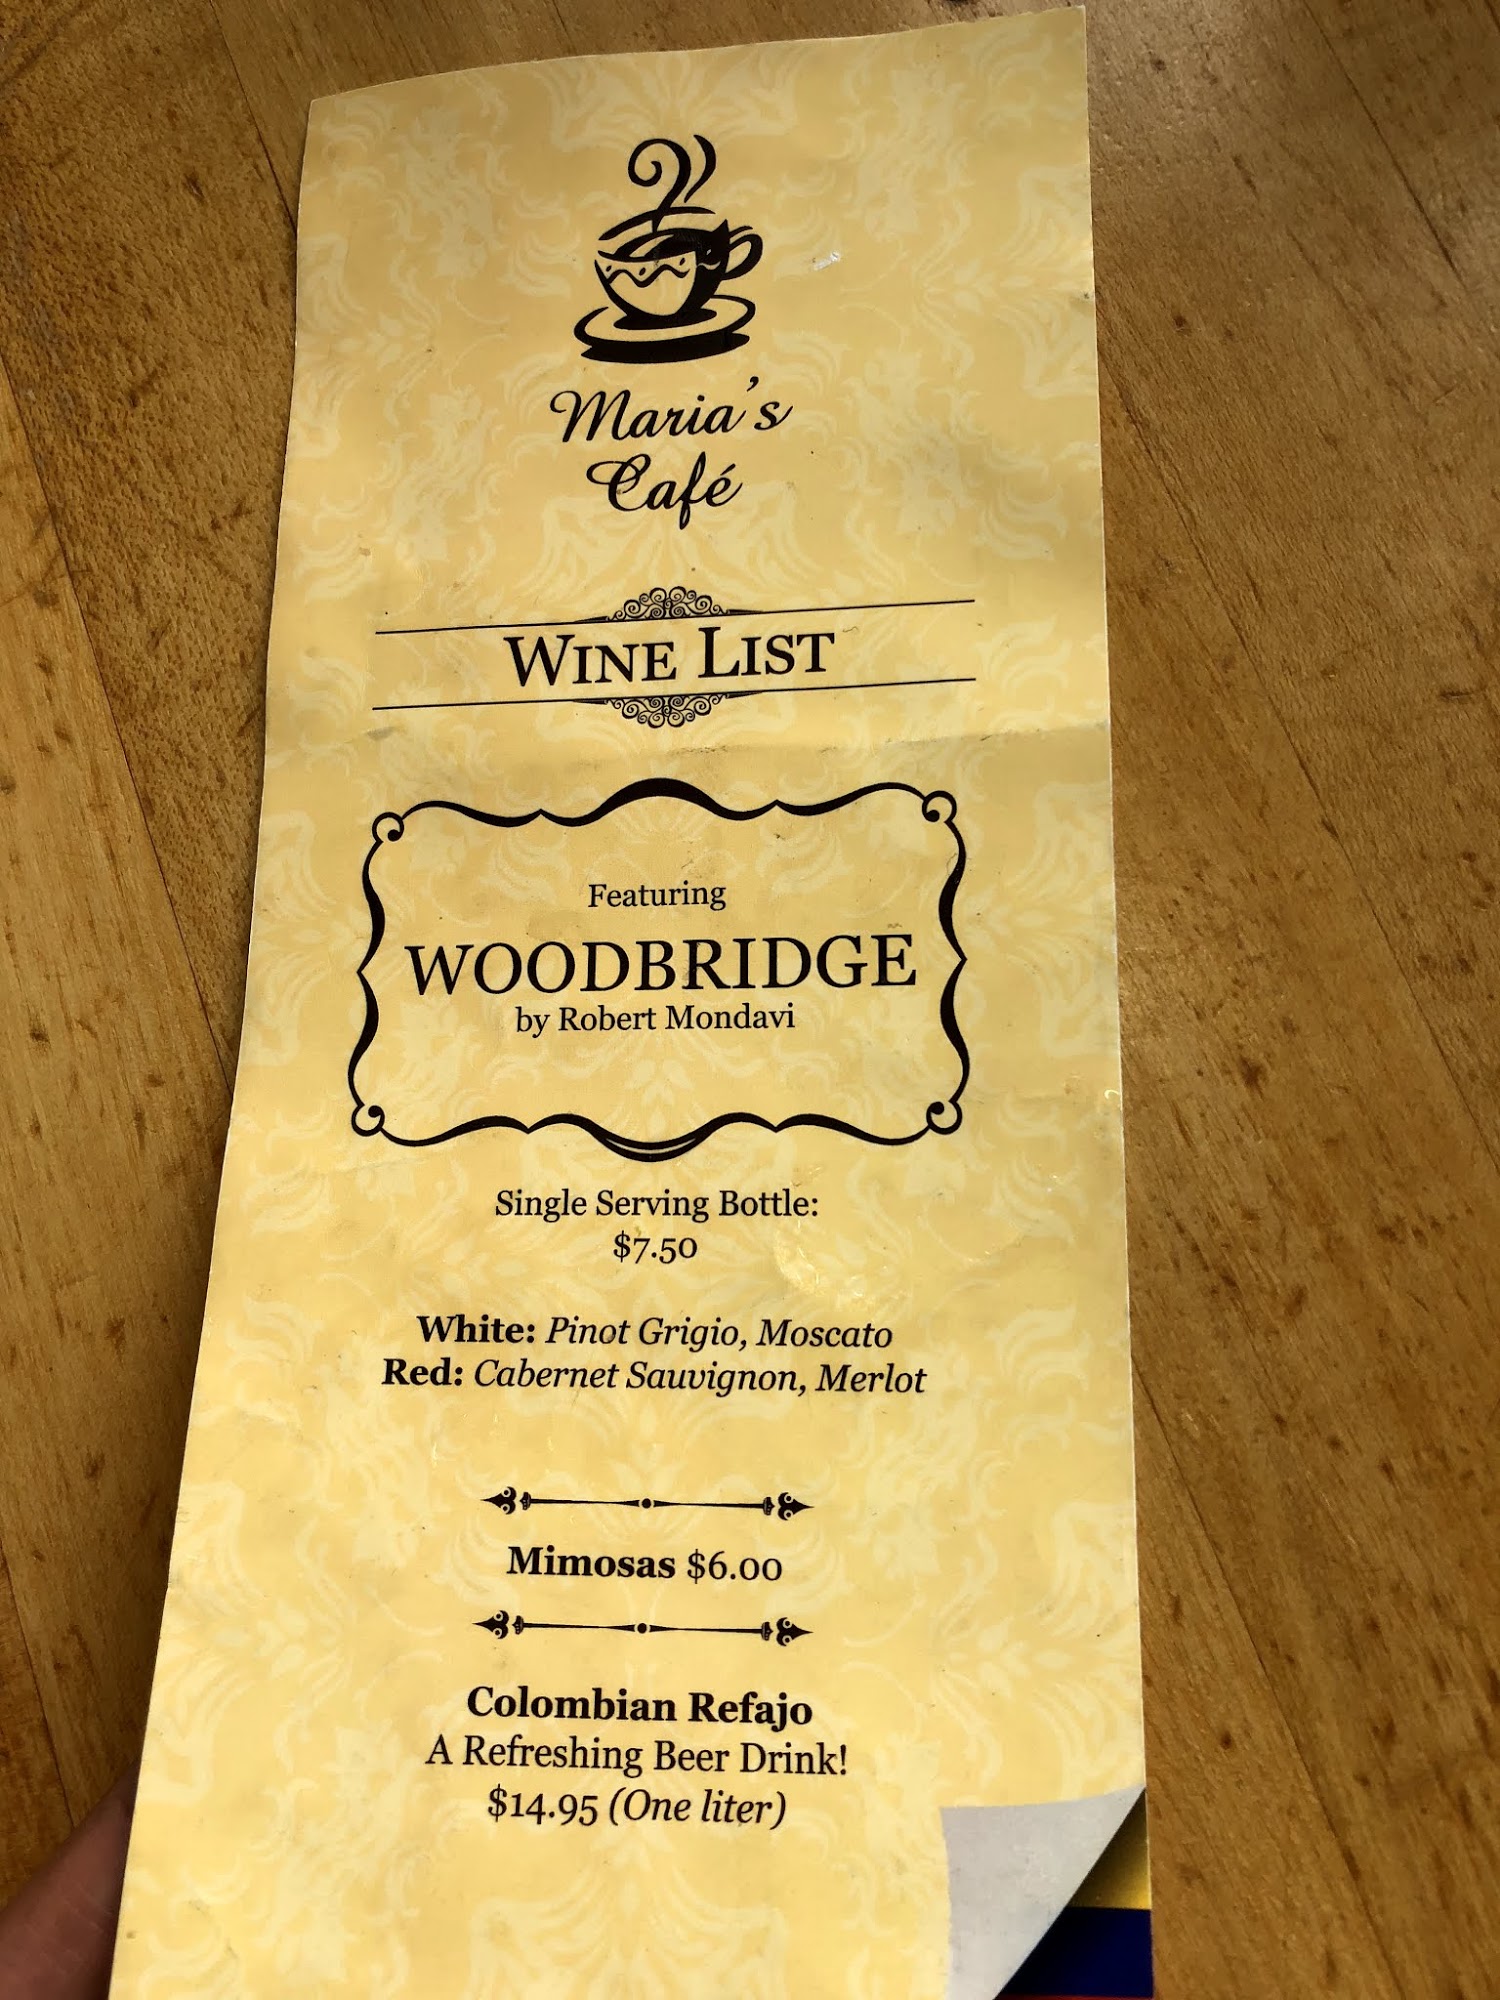 Maria's
Café
WINE LIST
Featuring
WOODBRIDGE
by Robert Mondavi
Single Serving Bottle:
$7.50
White: Pinot Grigio, Moscato
Red: Cabernet Sauvignon, Merlot
Mimosas $6.00
Colombian Refajo
A Refreshing Beer Drink!
$14.95 (One liter)